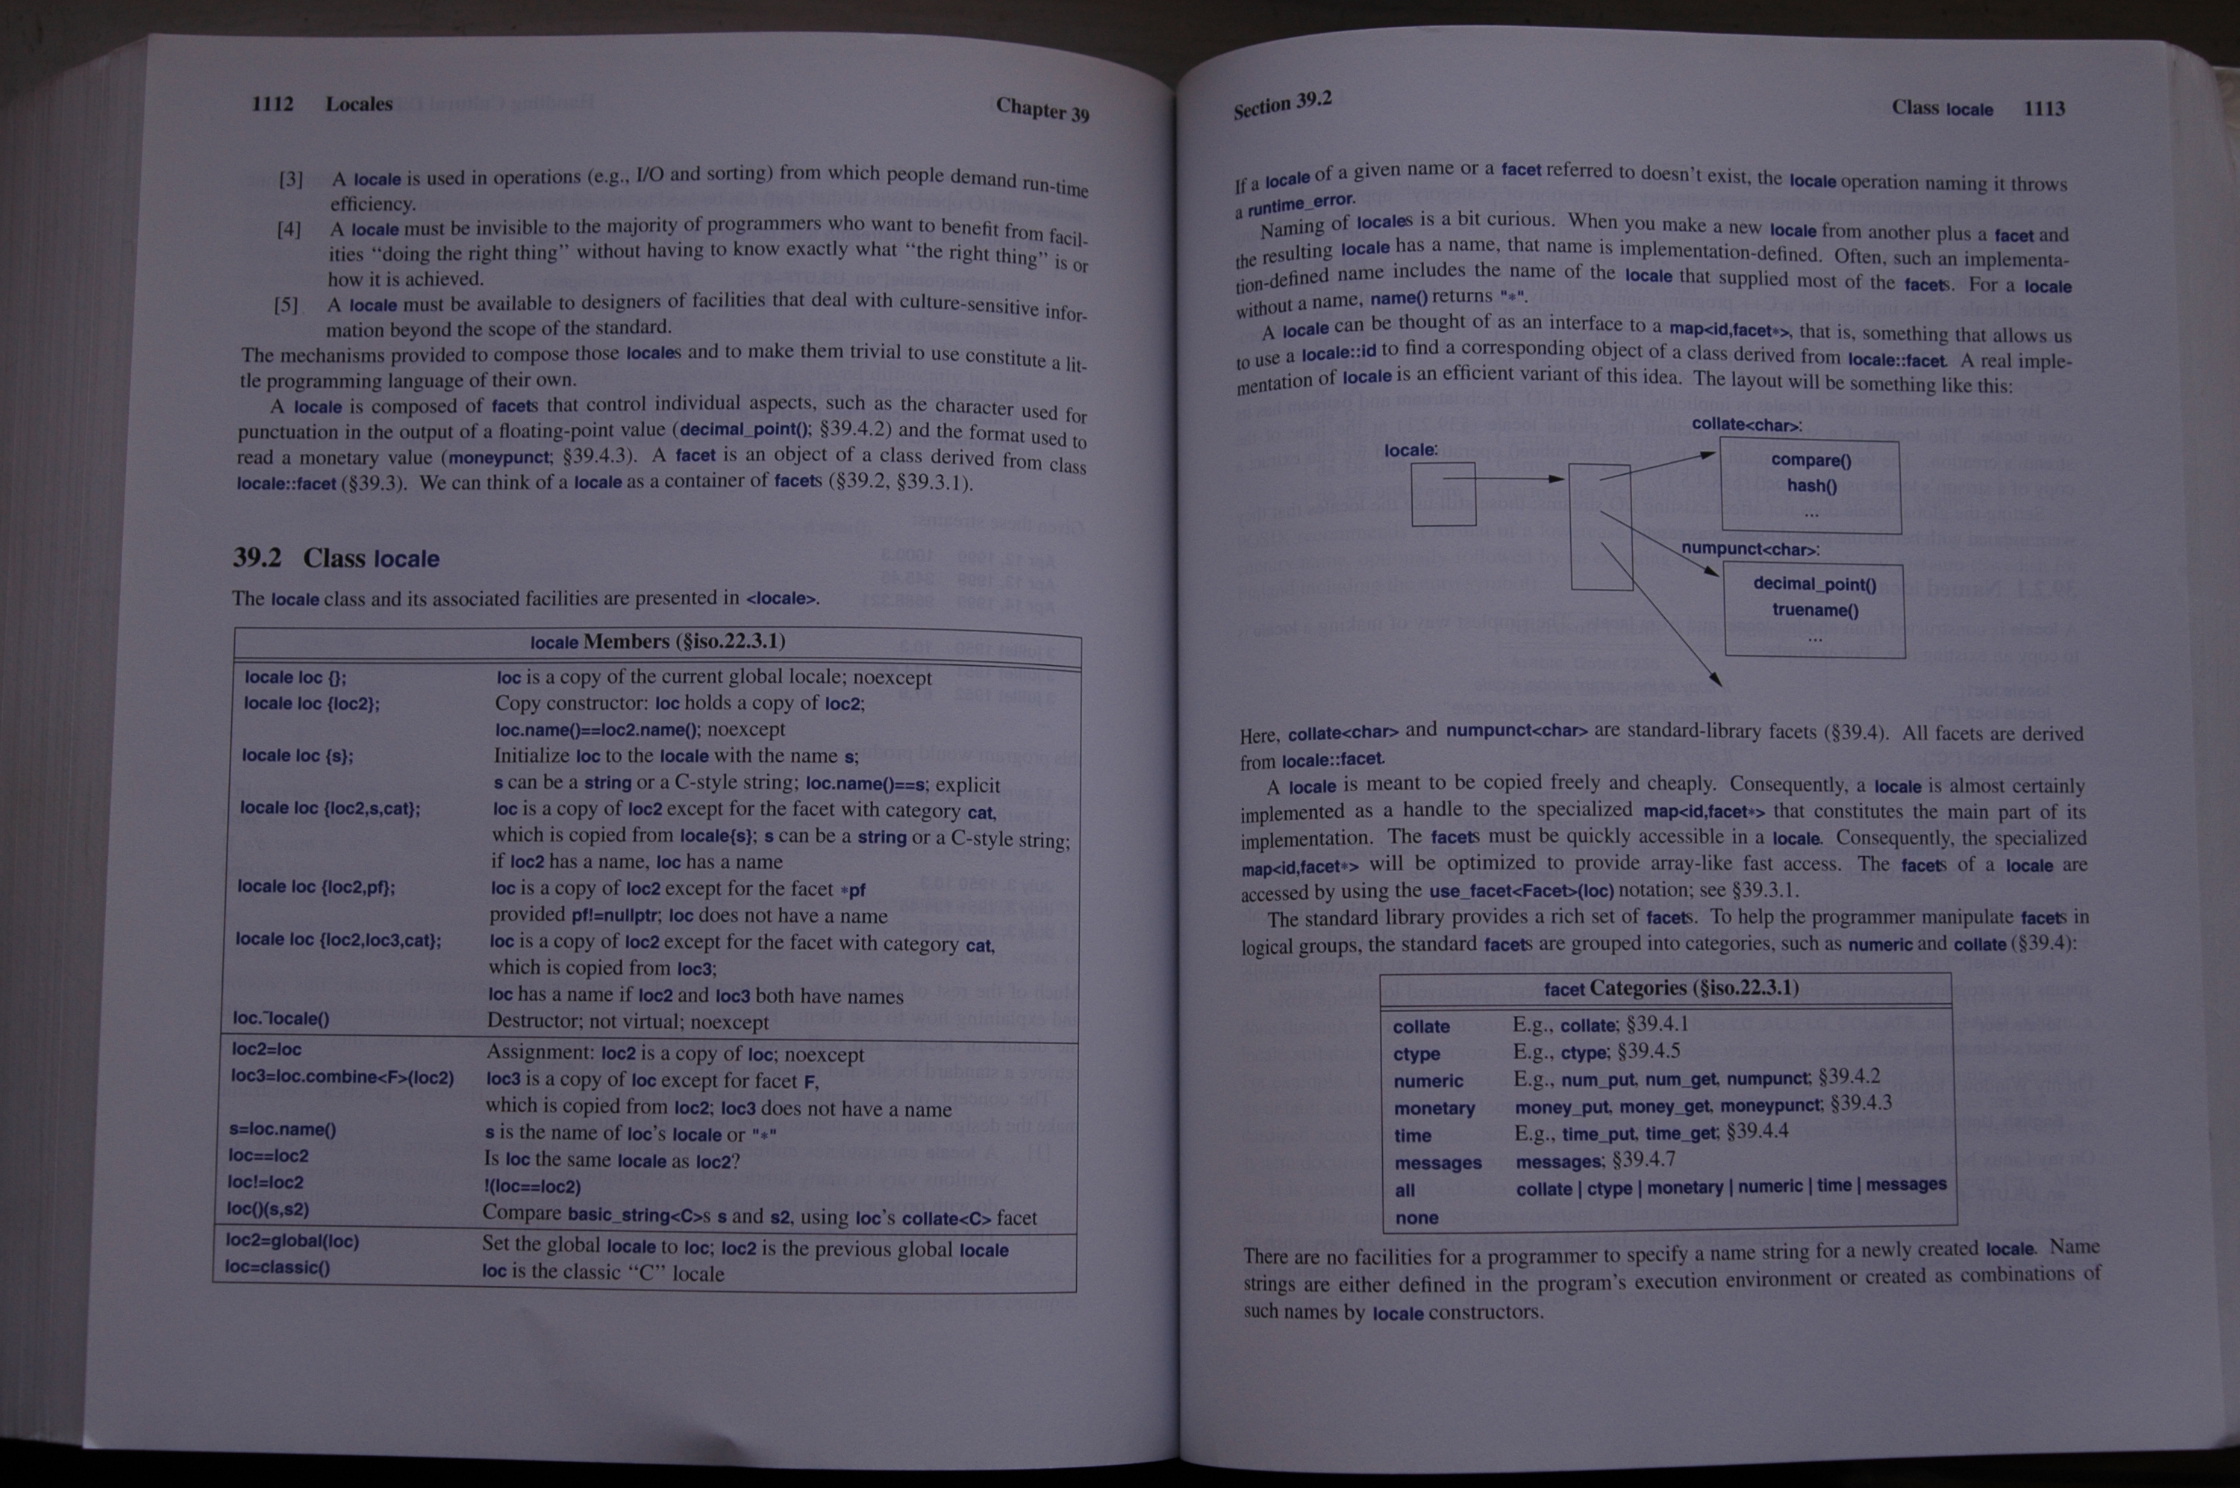 1112 Locales Chapter 39
[3] A locale is used in operations (e.g., I/O and sorting) from which people demand run-time
efficiency.
[4] A locale must be invisible to the majority of programmers who want to benefit from facil-
ities “doing the right thing” without having to know exactly what “the right thing” is or
how it is achieved.
[5] A locale must be available to designers of facilities that deal with culture-sensitive infor-
mation beyond the scope of the standard.
The mechanisms provided to compose those locales and to make them trivial to use constitute a lit-
tle programming language of their own.
A locale is composed of facets that control individual aspects, such as the character used for
punctuation in the output of a floating-point value (decimal_point(); §39.4.2) and the format used to
read a monetary value (moneypunct; §39.4.3). A facet is an object of a class derived from class
locale::facet (§39.3). We can think of a locale as a container of facets (§39.2, §39.3.1).
39.2 Class locale
The locale class and its associated facilities are presented in <locale>.
locale Members (§iso.22.3.1)
locale loc {}; loc is a copy of the current global locale; noexcept
locale loc {loc2}; Copy constructor: loc holds a copy of loc2;
loc.name()==loc2.name(); noexcept
locale loc {s}; Initialize loc to the locale with the name s;
s can be a string or a C-style string; loc.name()==s; explicit
locale loc {loc2,s,cat}; loc is a copy of loc2 except for the facet with category cat,
which is copied from locale{s}; s can be a string or a C-style string;
if loc2 has a name, loc has a name
locale loc {loc2,pf}; loc is a copy of loc2 except for the facet *pf
provided pf!=nullptr; loc does not have a name
locale loc {loc2,loc3,cat}; loc is a copy of loc2 except for the facet with category cat,
which is copied from loc3;
loc has a name if loc2 and loc3 both have names
loc.~locale() Destructor; not virtual; noexcept
loc2=loc Assignment: loc2 is a copy of loc; noexcept
loc3=loc.combine<F>(loc2) loc3 is a copy of loc except for facet F,
which is copied from loc2; loc3 does not have a name
s=loc.name() s is the name of loc’s locale or "*"
loc==loc2 Is loc the same locale as loc2?
loc!=loc2 !(loc==loc2)
loc()(s,s2) Compare basic_string<C>s s and s2, using loc’s collate<C> facet
loc2=global(loc) Set the global locale to loc; loc2 is the previous global locale
loc=classic() loc is the classic “C” locale
Section 39.2 Class locale 1113
If a locale of a given name or a facet referred to doesn’t exist, the locale operation naming it throws
a runtime_error.
Naming of locales is a bit curious. When you make a new locale from another plus a facet and
the resulting locale has a name, that name is implementation-defined. Often, such an implementa-
tion-defined name includes the name of the locale that supplied most of the facets. For a locale
without a name, name() returns "*".
A locale can be thought of as an interface to a map<id,facet*>, that is, something that allows us
to use a locale::id to find a corresponding object of a class derived from locale::facet. A real imple-
mentation of locale is an efficient variant of this idea. The layout will be something like this:
locale:
collate<char>:
compare()
hash()
...
numpunct<char>:
decimal_point()
truename()
...
Here, collate<char> and numpunct<char> are standard-library facets (§39.4). All facets are derived
from locale::facet.
A locale is meant to be copied freely and cheaply. Consequently, a locale is almost certainly
implemented as a handle to the specialized map<id,facet*> that constitutes the main part of its
implementation. The facets must be quickly accessible in a locale. Consequently, the specialized
map<id,facet*> will be optimized to provide array-like fast access. The facets of a locale are
accessed by using the use_facet<Facet>(loc) notation; see §39.3.1.
The standard library provides a rich set of facets. To help the programmer manipulate facets in
logical groups, the standard facets are grouped into categories, such as numeric and collate (§39.4):
facet Categories (§iso.22.3.1)
collate E.g., collate; §39.4.1
ctype E.g., ctype; §39.4.5
numeric E.g., num_put, num_get, numpunct; §39.4.2
monetary money_put, money_get, moneypunct; §39.4.3
time E.g., time_put, time_get; §39.4.4
messages messages; §39.4.7
all collate | ctype | monetary | numeric | time | messages
none
There are no facilities for a programmer to specify a name string for a newly created locale. Name
strings are either defined in the program’s execution environment or created as combinations of
such names by locale constructors.